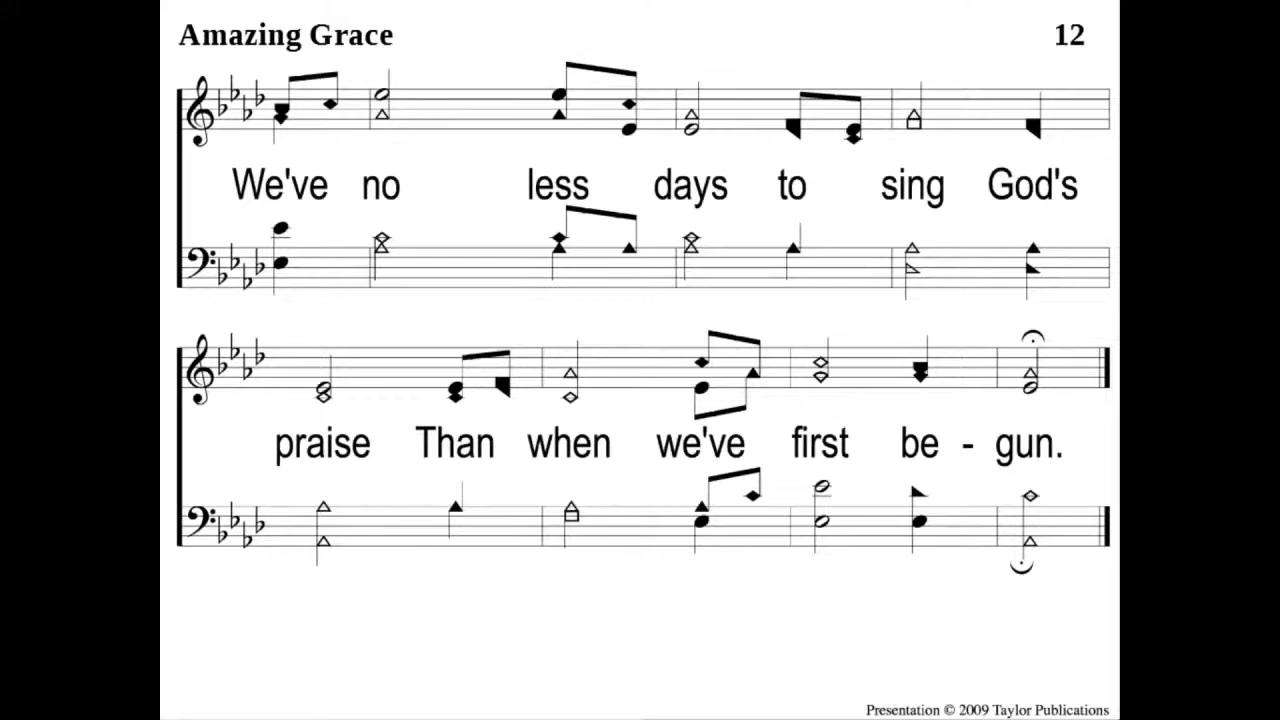 Amazing Grace 12
We've no less days to sing God's
praise Than when we've first be - gun.
Presentation © 2009 Taylor Publications